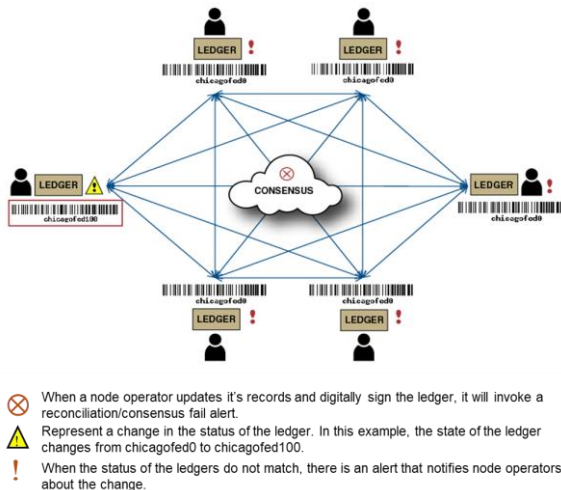 LEDGER !
LEDGER !
chicagofed0
chicagofed0
LEDGER
chicagofed100
CONSENSUS
LEDGER
!
chicagofed0
chicagofed0
chicagofed0
LEDGER !
LEDGER !
When a node operator updates it's records and digitally sign the ledger, it will invoke a
reconciliation/consensus fail alert.
Represent a change in the status of the ledger. In this example, the state of the ledger
changes from chicagofed0 to chicagofed100.
! When the status of the ledgers do not match, there is an alert that notifies node operators
about the change.